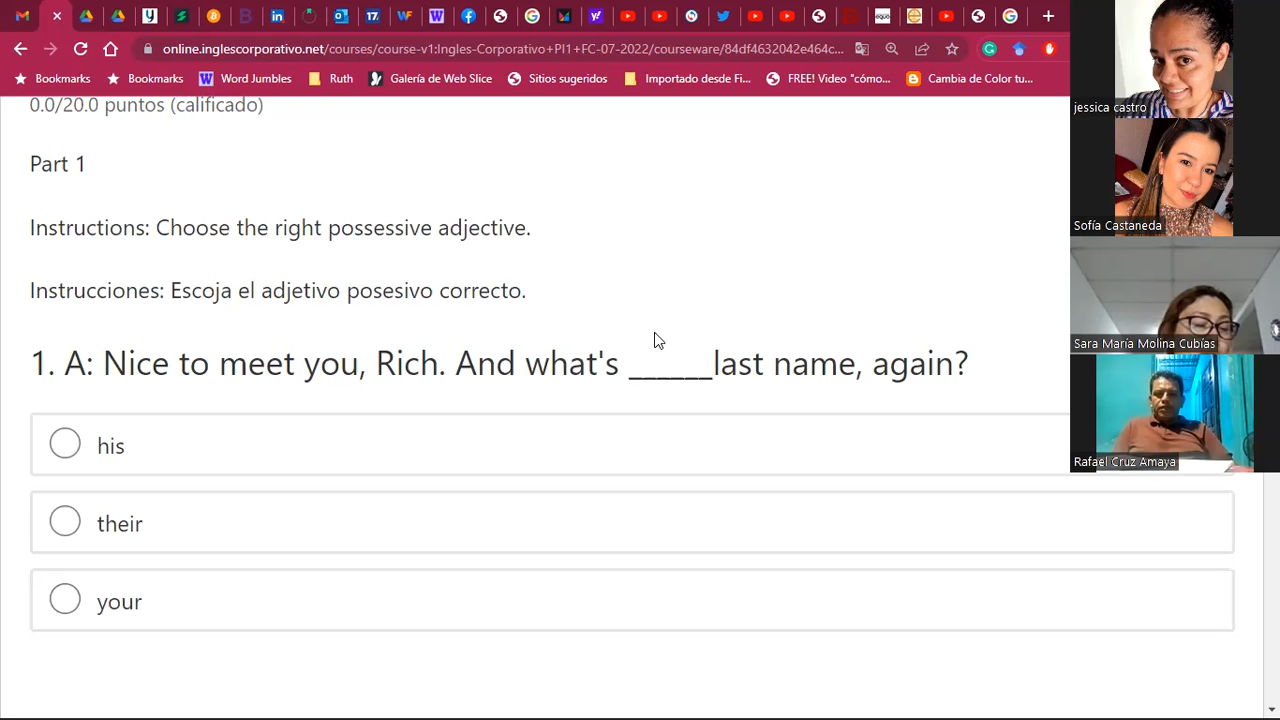 online.inglescorporativo.net/courses/course-v1:Ingles-Corporativo+PI1+FC-07-2022/courseware/84df4632042e464c...
Bookmarks Bookmarks Word Jumbles Ruth Galería de Web Slice Sitios sugeridos Importado desde Fi... FREE! Video "cómo... Cambia de Color tu...
0.0/20.0 puntos (calificado)
Part 1
Instructions: Choose the right possessive adjective.
Instrucciones: Escoja el adjetivo posesivo correcto.
1. A: Nice to meet you, Rich. And what's ______last name, again?
his
their
your
jessica castro
Sofía Castaneda
Sara María Molina Cubías
Rafael Cruz Amaya